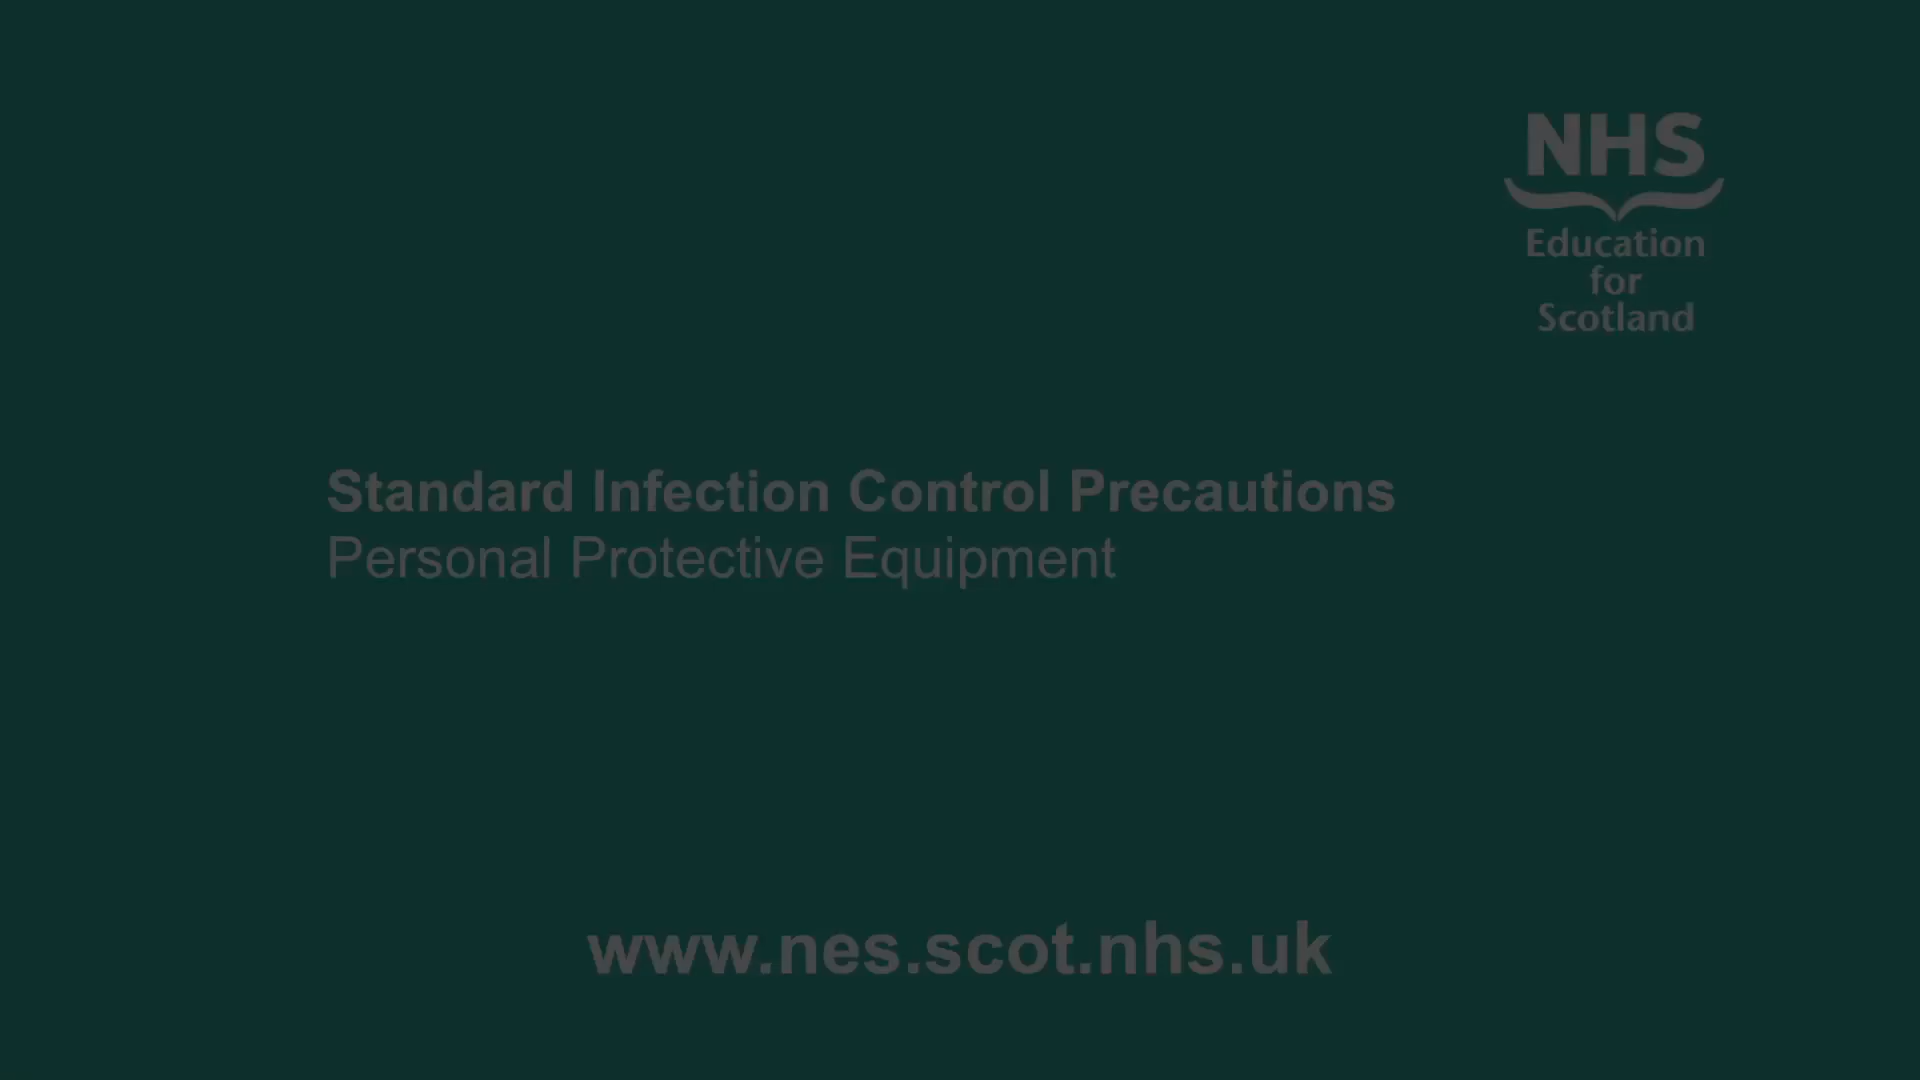 NHS
Education
for
Scotland
Standard Infection Control Precautions
Personal Protective Equipment
www.nes.scot.nhs.uk